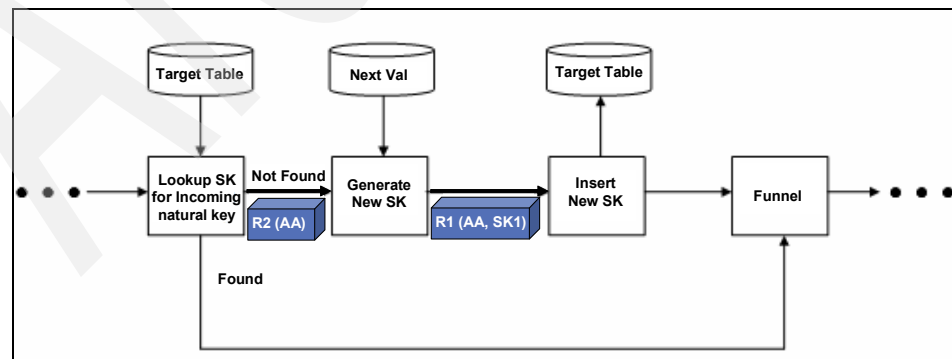 Target Table
Next Val
Target Table
Lookup SK
for Incoming
natural key
Not Found
Generate
New SK
Insert
New SK
Funnel
R2 (AA)
R1 (AA, SK1)
Found